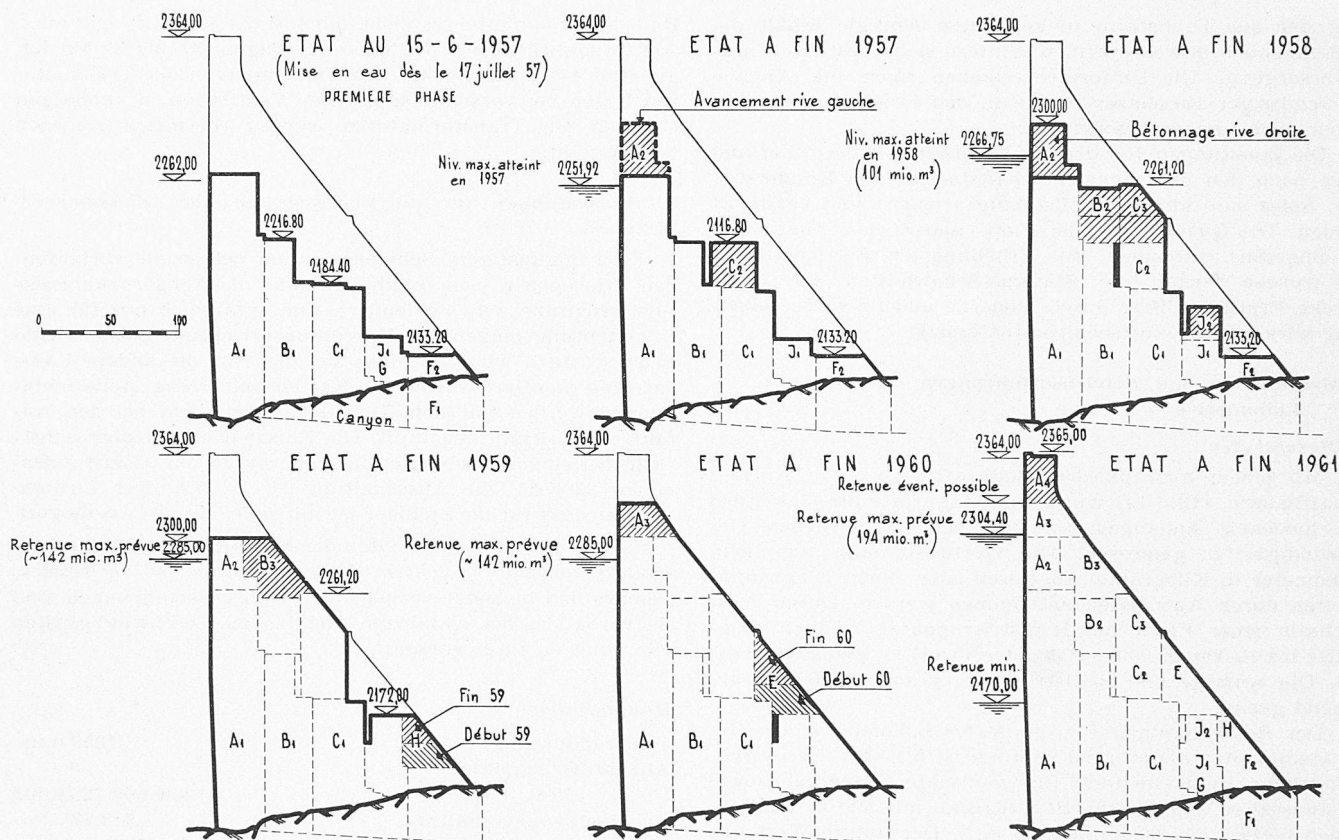 2364,00
ETAT AU 15-6-1957
(Mise en eau dès le 17 juillet 57)
PREMIERE PHASE
2262,00
2216.80
2184.40
2133.20
0 50 100
A1 B1 C1 J1 G F2
F1
Canyon
2364,00
ETAT A FIN 1957
Avancement rive gauche
A2
Niv. max. atteint
en 1957
2251,92
2116.80
C2
2133.20
A1 B1 C1 J1 F2
2364,00
ETAT A FIN 1958
2300,00
Bétonnage rive droite
Niv. max. atteint
en 1958
(101 mio. m³)
2266,75
A2
2261,20
B2 C3
C2
J2
2133,20
A1 B1 C1 J1 F2
2364,00
ETAT A FIN 1959
2300,00
Retenue max. prévue
(~142 mio. m³)
2285,00
A2 B3
2261,20
2172,80
Fin 59
Début 59
H
A1 B1 C1
2364,00
ETAT A FIN 1960
A3
Retenue max. prévue
(~142 mio. m³)
2285,00
Fin 60
E
Début 60
A1 B1 C1
2364,00
2365,00
ETAT A FIN 1961
Retenue évent. possible
A4
Retenue max. prévue
(194 mio. m³)
2304,40
A3
A2 B3
B2 C3
C2 E
Retenue min.
2170,00
J2 H
A1 B1 C1 J1 F2
G
F1